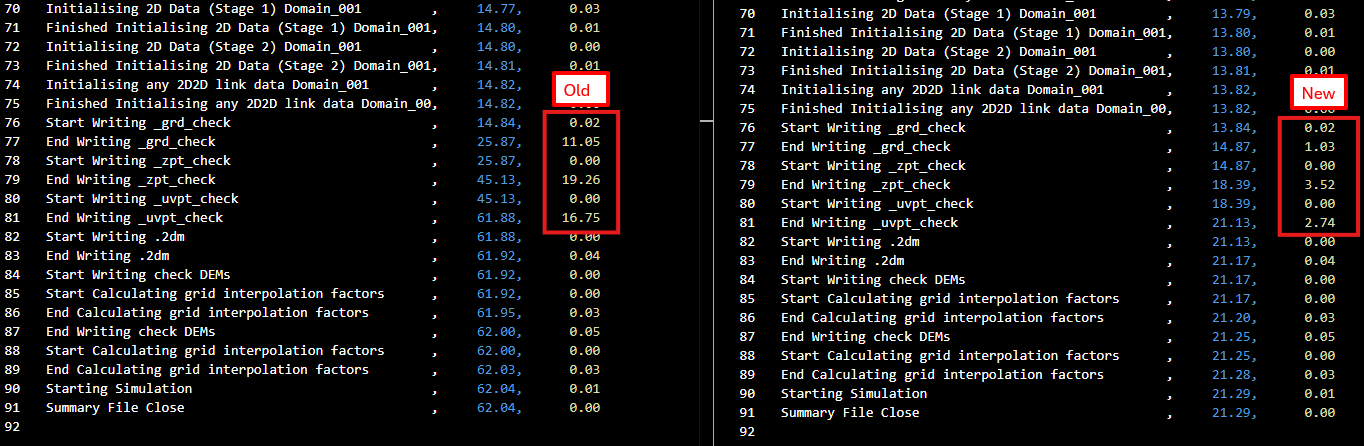 70 Initialising 2D Data (Stage 1) Domain_001 , 14.77, 0.03
71 Finished Initialising 2D Data (Stage 1) Domain_001, 14.80, 0.01
72 Initialising 2D Data (Stage 2) Domain_001 , 14.80, 0.00
73 Finished Initialising 2D Data (Stage 2) Domain_001, 14.81, 0.01
74 Initialising any 2D2D link data Domain_001 , 14.82,
Old
75 Finished Initialising any 2D2D link data Domain_00, 14.82,
76 Start Writing _grd_check , 14.84, 0.02
77 End Writing _grd_check , 25.87, 11.05
78 Start Writing _zpt_check , 25.87, 0.00
79 End Writing _zpt_check , 45.13, 19.26
80 Start Writing _uvpt_check , 45.13, 0.00
81 End Writing _uvpt_check , 61.88, 16.75
82 Start Writing .2dm , 61.88, 0.00
83 End Writing .2dm , 61.92, 0.04
84 Start Writing check DEMs , 61.92, 0.00
85 Start Calculating grid interpolation factors , 61.92, 0.00
86 End Calculating grid interpolation factors , 61.95, 0.03
87 End Writing check DEMs , 62.00, 0.05
88 Start Calculating grid interpolation factors , 62.00, 0.00
89 End Calculating grid interpolation factors , 62.03, 0.03
90 Starting Simulation , 62.04, 0.01
91 Summary File Close , 62.04, 0.00
92
70 Initialising 2D Data (Stage 1) Domain_001 , 13.79, 0.03
71 Finished Initialising 2D Data (Stage 1) Domain_001, 13.80, 0.01
72 Initialising 2D Data (Stage 2) Domain_001 , 13.80, 0.00
73 Finished Initialising 2D Data (Stage 2) Domain_001, 13.81, 0.01
74 Initialising any 2D2D link data Domain_001 , 13.82,
New
75 Finished Initialising any 2D2D link data Domain_00, 13.82,
76 Start Writing _grd_check , 13.84, 0.02
77 End Writing _grd_check , 14.87, 1.03
78 Start Writing _zpt_check , 14.87, 0.00
79 End Writing _zpt_check , 18.39, 3.52
80 Start Writing _uvpt_check , 18.39, 0.00
81 End Writing _uvpt_check , 21.13, 2.74
82 Start Writing .2dm , 21.13, 0.00
83 End Writing .2dm , 21.17, 0.04
84 Start Writing check DEMs , 21.17, 0.00
85 Start Calculating grid interpolation factors , 21.17, 0.00
86 End Calculating grid interpolation factors , 21.20, 0.03
87 End Writing check DEMs , 21.25, 0.05
88 Start Calculating grid interpolation factors , 21.25, 0.00
89 End Calculating grid interpolation factors , 21.28, 0.03
90 Starting Simulation , 21.29, 0.01
91 Summary File Close , 21.29, 0.00
92